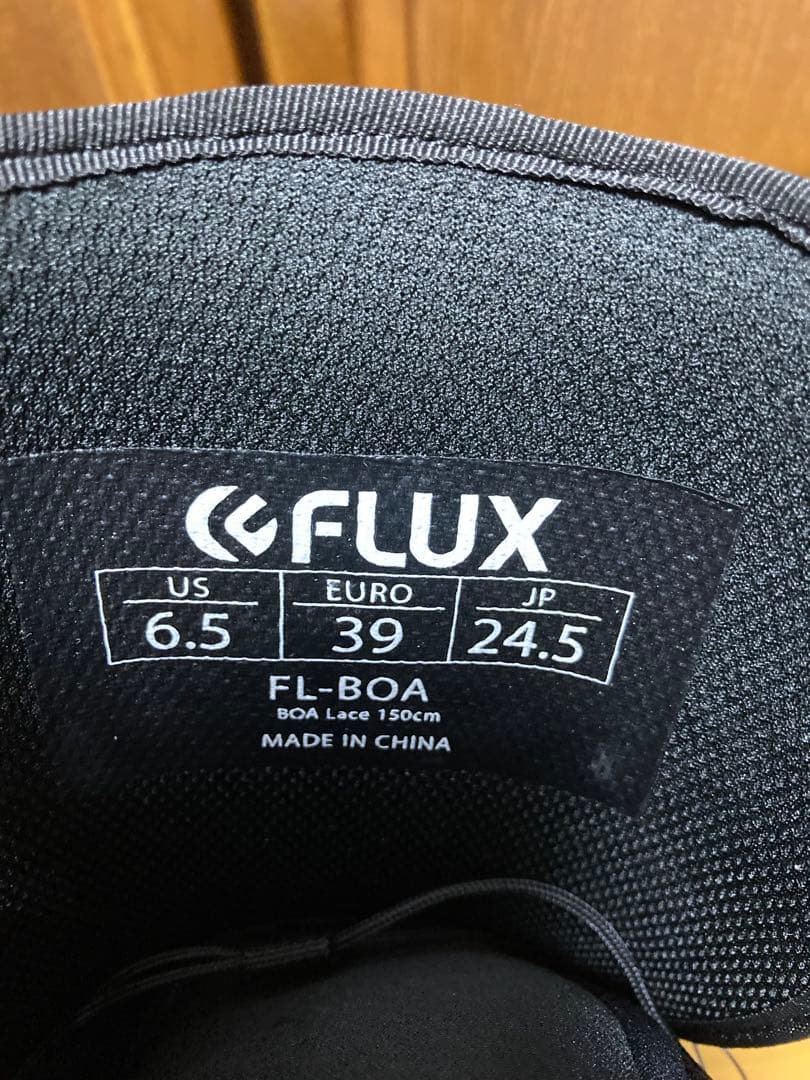 FLUX
US EURO JP
6.5 39 24.5
FL-BOA
BOA Lace 150cm
MADE IN CHINA